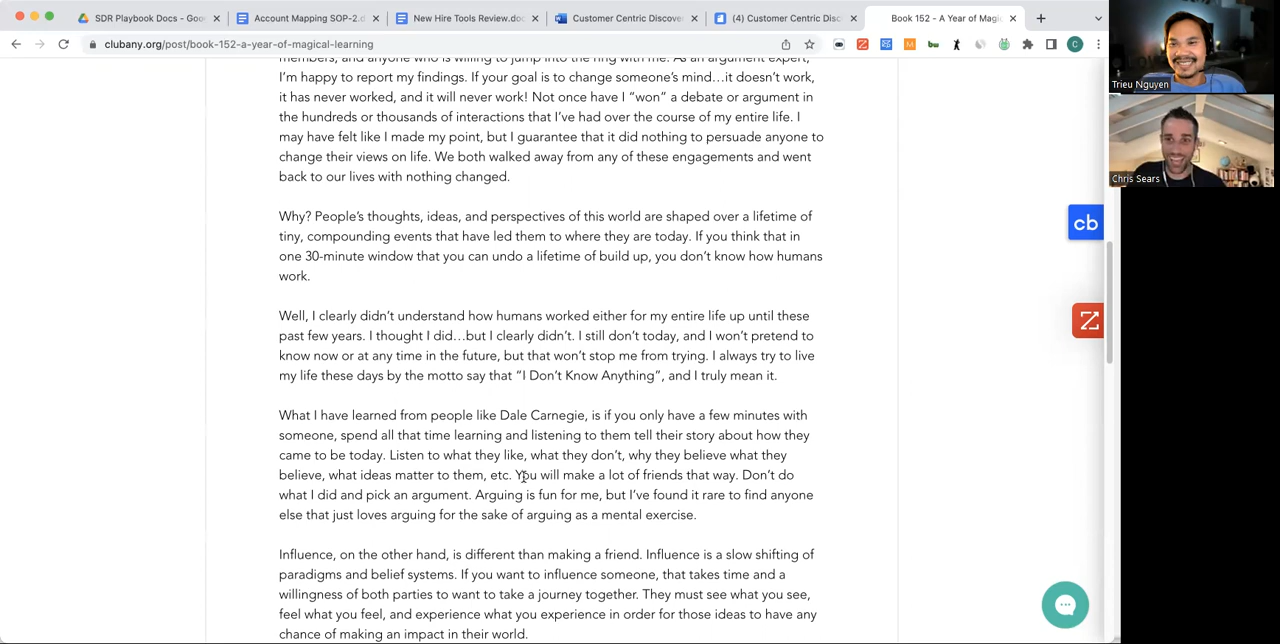 SDR Playbook Docs - Goo
Account Mapping SOP-2.d
New Hire Tools Review.doc
Customer Centric Discover
(4) Customer Centric Disc
Book 152 - A Year of Magi
clubany.org/post/book-152-a-year-of-magical-learning
C
members, and anyone who is willing to jump into the ring with me. As an argument expert,
I'm happy to report my findings. If your goal is to change someone's mind…it doesn't work,
it has never worked, and it will never work! Not once have I “won” a debate or argument in
the hundreds or thousands of interactions that I've had over the course of my entire life. I
may have felt like I made my point, but I guarantee that it did nothing to persuade anyone to
change their views on life. We both walked away from any of these engagements and went
back to our lives with nothing changed.
Why? People's thoughts, ideas, and perspectives of this world are shaped over a lifetime of
tiny, compounding events that have led them to where they are today. If you think that in
one 30-minute window that you can undo a lifetime of build up, you don't know how humans
work.
Well, I clearly didn't understand how humans worked either for my entire life up until these
past few years. I thought I did…but I clearly didn't. I still don't today, and I won't pretend to
know now or at any time in the future, but that won't stop me from trying. I always try to live
my life these days by the motto say that “I Don't Know Anything”, and I truly mean it.
What I have learned from people like Dale Carnegie, is if you only have a few minutes with
someone, spend all that time learning and listening to them tell their story about how they
came to be today. Listen to what they like, what they don't, why they believe what they
believe, what ideas matter to them, etc. You will make a lot of friends that way. Don't do
what I did and pick an argument. Arguing is fun for me, but I've found it rare to find anyone
else that just loves arguing for the sake of arguing as a mental exercise.
Influence, on the other hand, is different than making a friend. Influence is a slow shifting of
paradigms and belief systems. If you want to influence someone, that takes time and a
willingness of both parties to want to take a journey together. They must see what you see,
feel what you feel, and experience what you experience in order for those ideas to have any
chance of making an impact in their world.
cb
Trieu Nguyen
Chris Sears